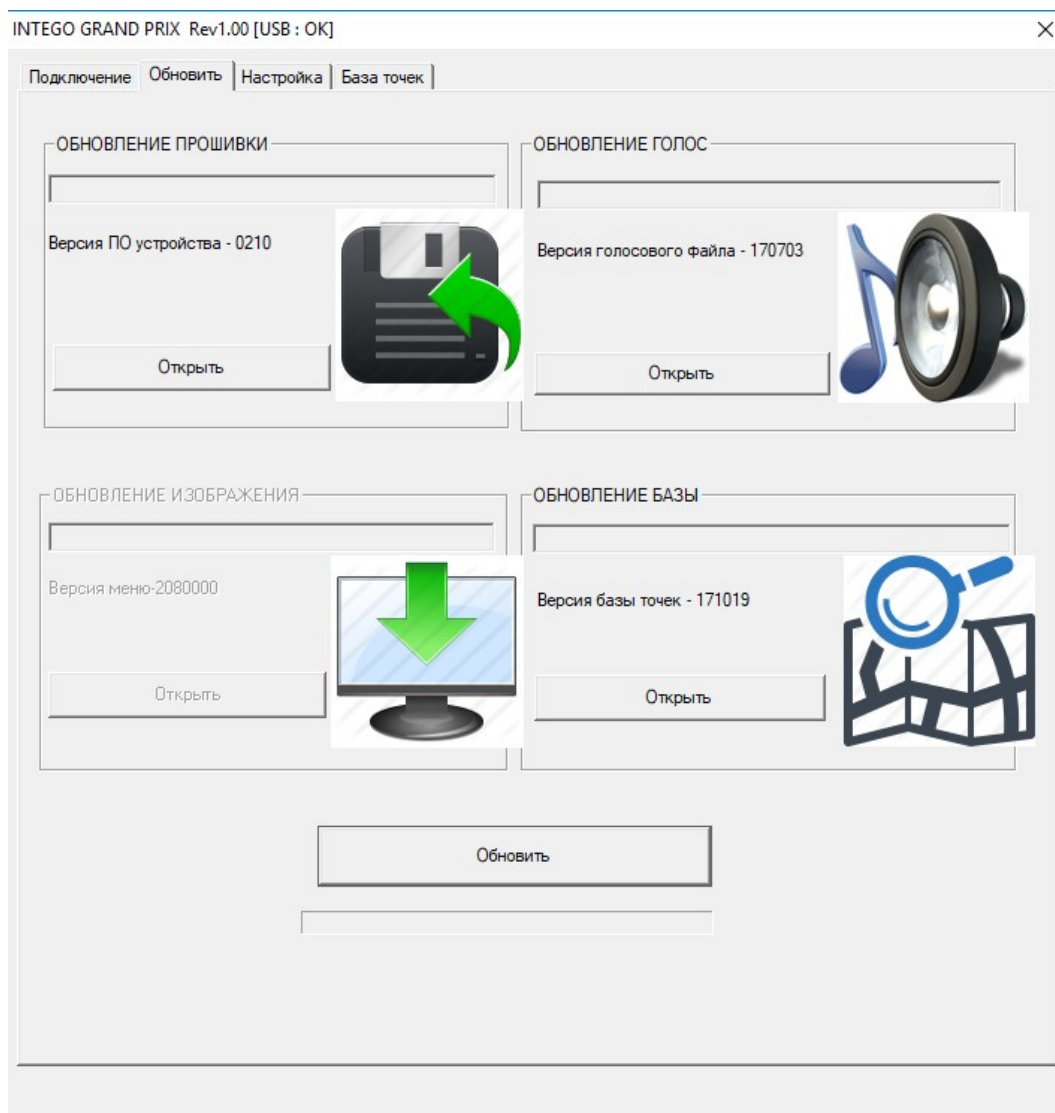 INTEGO GRAND PRIX Rev1.00 [USB : OK]
Подключение Обновить Настройка База точек
ОБНОВЛЕНИЕ ПРОШИВКИ
Версия ПО устройства - 0210
Открыть
ОБНОВЛЕНИЕ ГОЛОС
Версия голосового файла - 170703
Открыть
ОБНОВЛЕНИЕ ИЗОБРАЖЕНИЯ
Версия меню-2080000
Открыть
ОБНОВЛЕНИЕ БАЗЫ
Версия базы точек - 171019
Открыть
Обновить